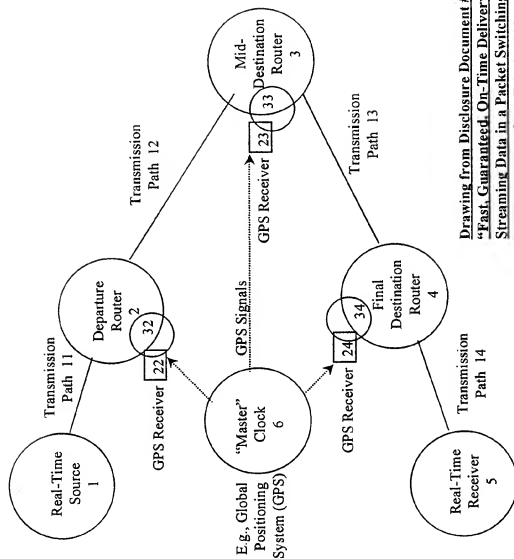 Real-Time
Source
1
Transmission
Path 11
Departure
Router
2
32
22
GPS Receiver
Transmission
Path 12
Mid-
Destination
Router
3
33
23
GPS Receiver
GPS Signals
E.g., Global
Positioning
System (GPS)
"Master"
Clock
6
Transmission
Path 13
GPS Receiver
24
34
Final
Destination
Router
4
Transmission
Path 14
Real-Time
Receiver
5
Drawing from Disclosure Document #
"Fast, Guaranteed, On-Time Deliver
Streaming Data in a Packet Switchin